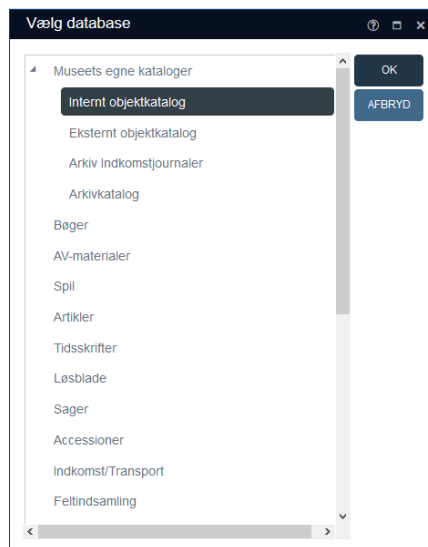 Vælg database
Museets egne kataloger
OK
Internt objektkatalog
AFBRYD
Eksternt objektkatalog
Arkiv Indkomstjournaler
Arkivkatalog
Bøger
AV-materialer
Spil
Artikler
Tidsskrifter
Løsblade
Sager
Accessioner
Indkomst/Transport
Feltindsamling